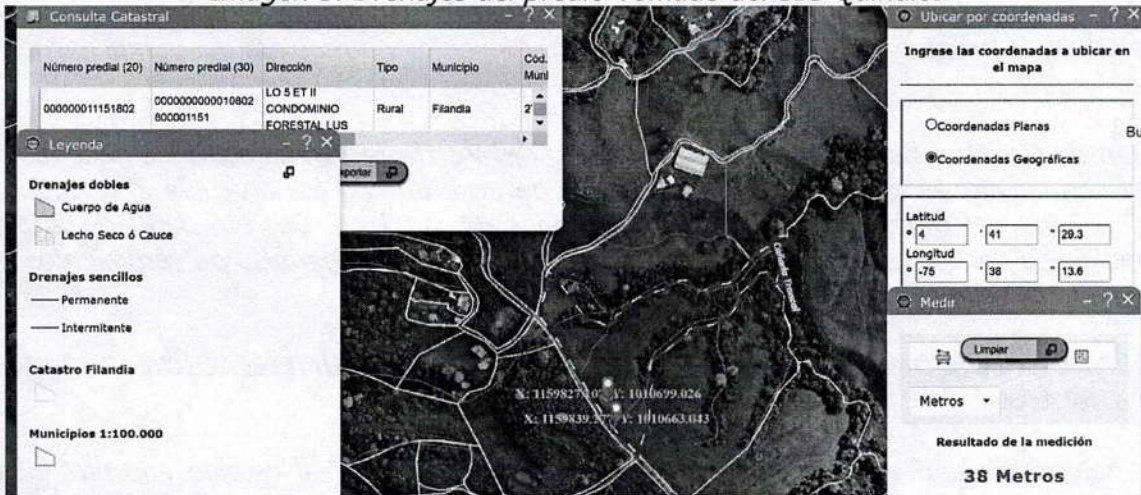 Consulta Catastral
Número predial (20) Número predial (30) Dirección Tipo Municipio Cód. Muni
000000011151802 0000000000010802 800001151 LO 5 ET II CONDOMINIO FORESTAL LUS Rural Filandia
Leyenda
Drenajes dobles
Cuerpo de Agua
Lecho Seco ó Cauce
Drenajes sencillos
Permanente
Intermitente
Catastro Filandia
Municipios 1:100.000
Y: 1010699.026
Y: 1010663.043
Ubicar por coordenadas
Ingrese las coordenadas a ubicar en
el mapa
Coordenadas Planas
Bu
Coordenadas Geográficas
Latitud
° 4 ' 41 " 29.3
Longitud
° -75 ' 38 " 13.6
Medir
Limpiar
Metros
Resultado de la medición
38 Metros